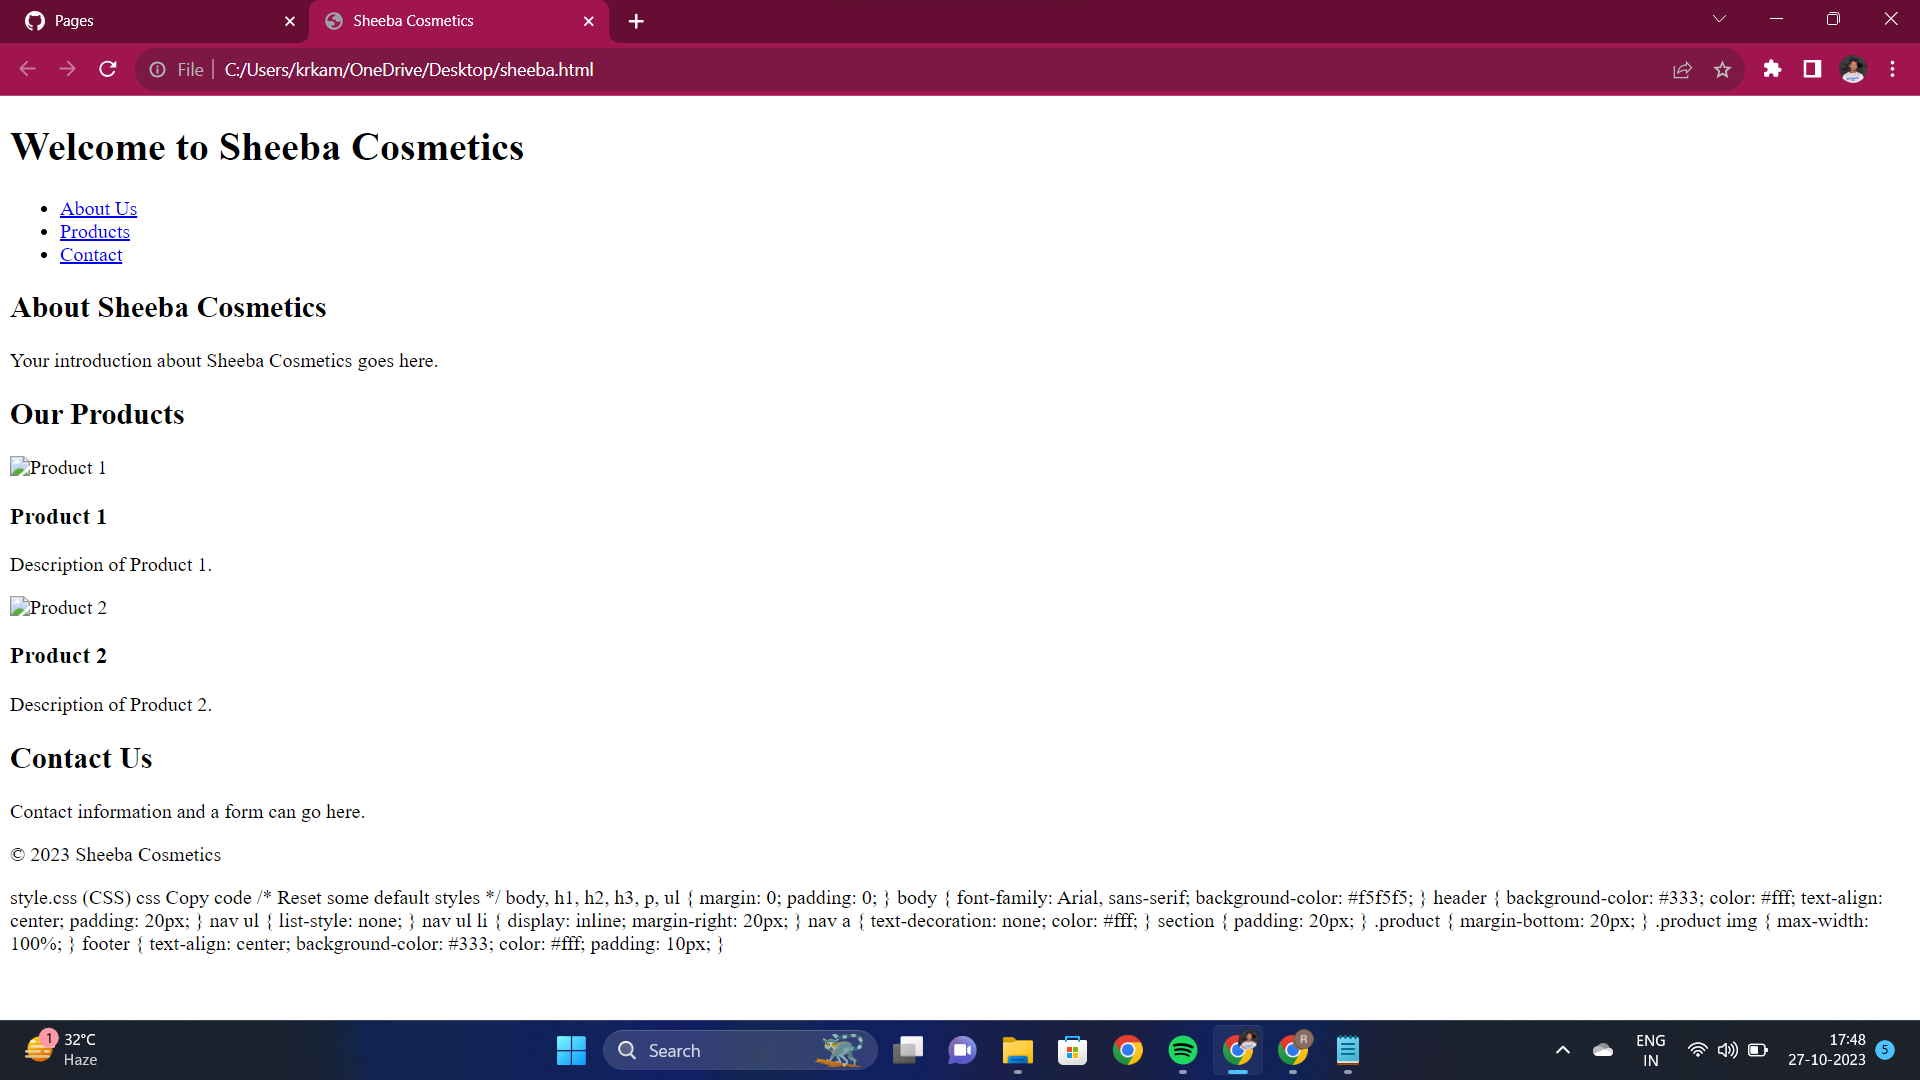 Pages
Sheeba Cosmetics
File
C:/Users/krkam/OneDrive/Desktop/sheeba.html
Welcome to Sheeba Cosmetics
About Us
Products
Contact
About Sheeba Cosmetics
Your introduction about Sheeba Cosmetics goes here.
Our Products
Product 1
Product 1
Description of Product 1.
Product 2
Product 2
Description of Product 2.
Contact Us
Contact information and a form can go here.
© 2023 Sheeba Cosmetics
style.css (CSS) css Copy code /* Reset some default styles */ body, h1, h2, h3, p, ul { margin: 0; padding: 0; } body { font-family: Arial, sans-serif; background-color: #f5f5f5; } header { background-color: #333; color: #fff; text-align:
center; padding: 20px; } nav ul { list-style: none; } nav ul li { display: inline; margin-right: 20px; } nav a { text-decoration: none; color: #fff; } section { padding: 20px; } .product { margin-bottom: 20px; } .product img { max-width:
100%; } footer { text-align: center; background-color: #333; color: #fff; padding: 10px; }
1
32°C
Haze
Search
R
ENG
IN
17:48
27-10-2023
5